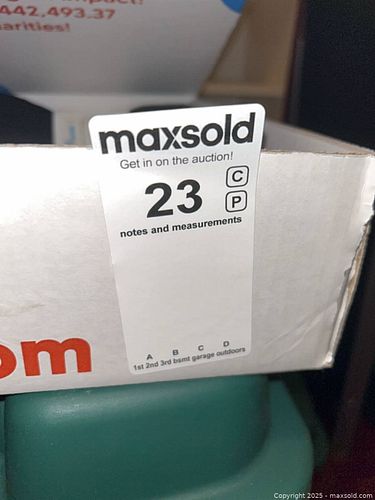 442,493.37
arities!
maxsold
Get in on the auction!
23
C
P
notes and measurements
A B C D
1st 2nd 3rd bsmt garage outdoors
om
Copyright 2025 - maxsold.com